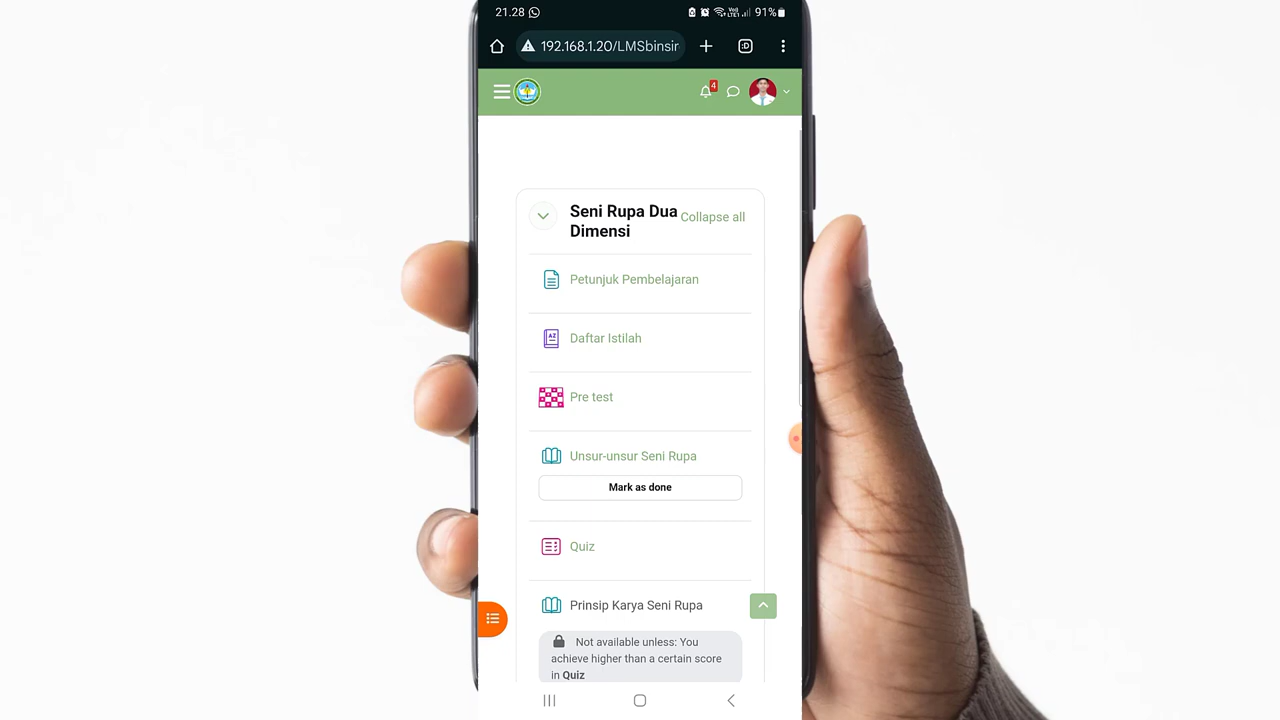 21.28
91%
192.168.1.20/LMSbinsir
:D
4
Seni Rupa Dua
Dimensi
Collapse all
Petunjuk Pembelajaran
AZ
Daftar Istilah
Pre test
Unsur-unsur Seni Rupa
Mark as done
Quiz
Prinsip Karya Seni Rupa
Not available unless: You
achieve higher than a certain score
in Quiz